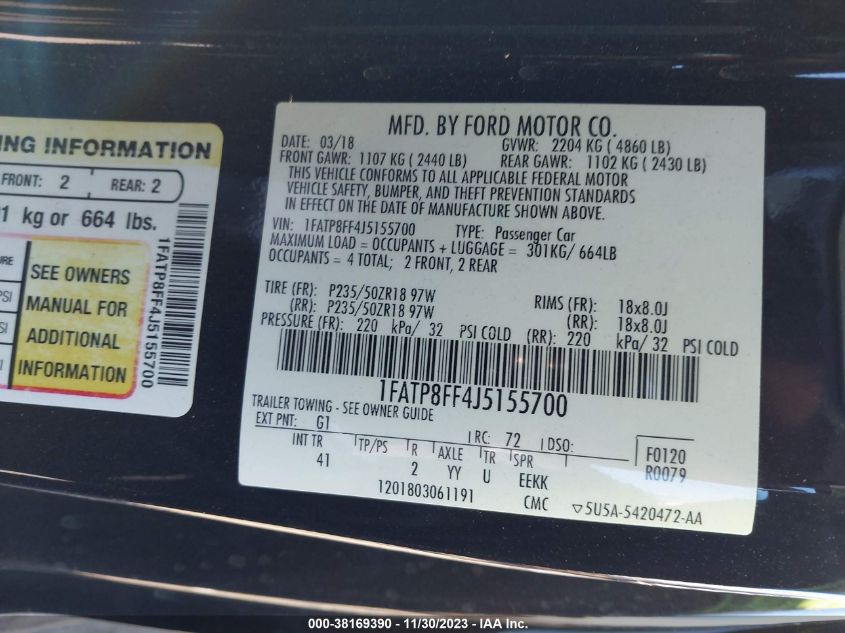 NG INFORMATION
FRONT: 2 REAR: 2
1 kg or 664 lbs.
SEE OWNERS
MANUAL FOR
ADDITIONAL
INFORMATION
1FATP8FF4J5155700
MFD. BY FORD MOTOR CO.
DATE: 03/18 GVWR: 2204 KG ( 4860 LB)
FRONT GAWR: 1107 KG ( 2440 LB) REAR GAWR: 1102 KG ( 2430 LB)
THIS VEHICLE CONFORMS TO ALL APPLICABLE FEDERAL MOTOR
VEHICLE SAFETY, BUMPER, AND THEFT PREVENTION STANDARDS
IN EFFECT ON THE DATE OF MANUFACTURE SHOWN ABOVE.
VIN: 1FATP8FF4J5155700 TYPE: Passenger Car
MAXIMUM LOAD = OCCUPANTS + LUGGAGE = 301KG/ 664LB
OCCUPANTS = 4 TOTAL; 2 FRONT, 2 REAR
TIRE (FR): P235/50ZR18 97W RIMS (FR): 18x8.0J
(RR): P235/50ZR18 97W (RR): 18x8.0J
PRESSURE (FR): 220 kPa/ 32 PSI COLD (RR): 220 kPa/ 32 PSI COLD
1FATP8FF4J5155700
TRAILER TOWING - SEE OWNER GUIDE
EXT PNT: G1 RC: 72 DSO: F0120
INT TR TP/PS R AXLE TR SPR R0079
41 2 YY U EEKK
1201803061191 CMC ▽5U5A-5420472-AA
000-38169390 - 11/30/2023 - IAA Inc.